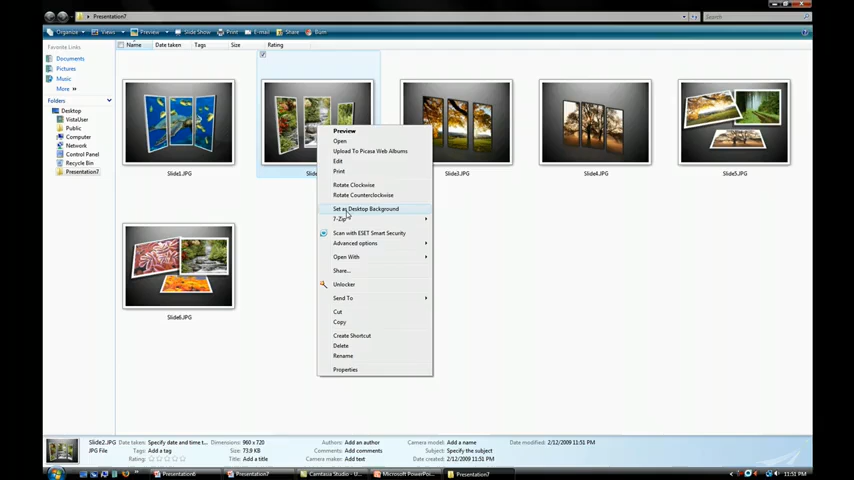 Presentation7
Search
Organize Views Preview Slide Show Print E-mail Share Burn
Favorite Links
Name Date taken Tags Size Rating
Documents
Pictures
Music
More »
Folders
Desktop
VistaUser
Public
Computer
Network
Control Panel
Recycle Bin
Presentation7
Slide1.JPG
Slide
Slide3.JPG
Slide4.JPG
Slide5.JPG
Slide6.JPG
Preview
Open
Upload To Picasa Web Albums
Edit
Print
Rotate Clockwise
Rotate Counterclockwise
Set as Desktop Background
7-Zip
Scan with ESET Smart Security
Advanced options
Open With
Share...
Unlocker
Send To
Cut
Copy
Create Shortcut
Delete
Rename
Properties
Slide2.JPG Date taken: Specify date and time t... Dimensions: 960 x 720 Authors: Add an author Camera model: Add a name Date modified: 2/12/2009 11:51 PM
JPG File Tags: Add a tag Size: 73.9 KB Comments: Add comments Subject: Specify the subject
Rating: Title: Add a title Camera maker: Add text Date created: 2/12/2009 11:51 PM
Presentation6 Presentation7 Camtasia Studio - U... Microsoft PowerPoi... Presentation7 11:51 PM